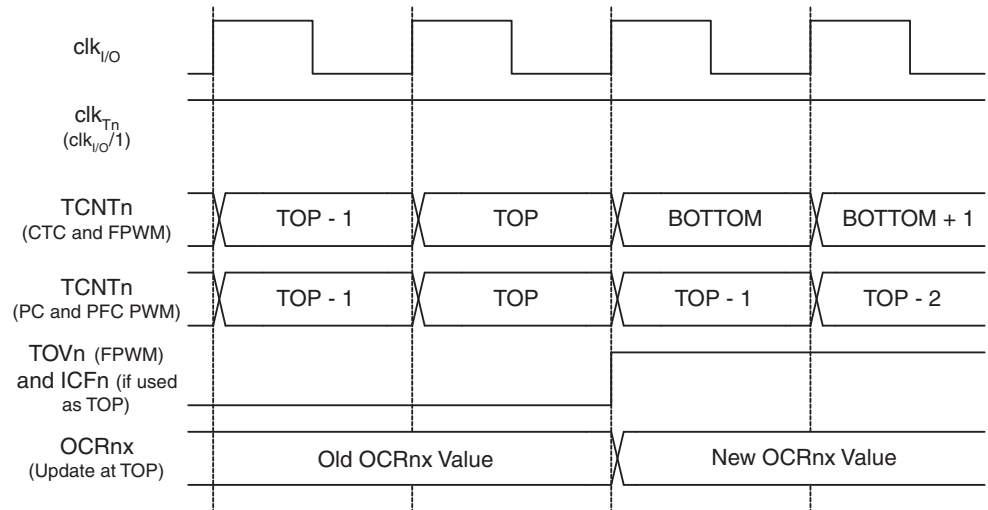 clkI/O
clkTn
(clkI/O/1)
TCNTn
(CTC and FPWM)
TOP - 1
TOP
BOTTOM
BOTTOM + 1
TCNTn
(PC and PFC PWM)
TOP - 1
TOP
TOP - 1
TOP - 2
TOVn (FPWM)
and ICFn (if used
as TOP)
OCRnx
(Update at TOP)
Old OCRnx Value
New OCRnx Value